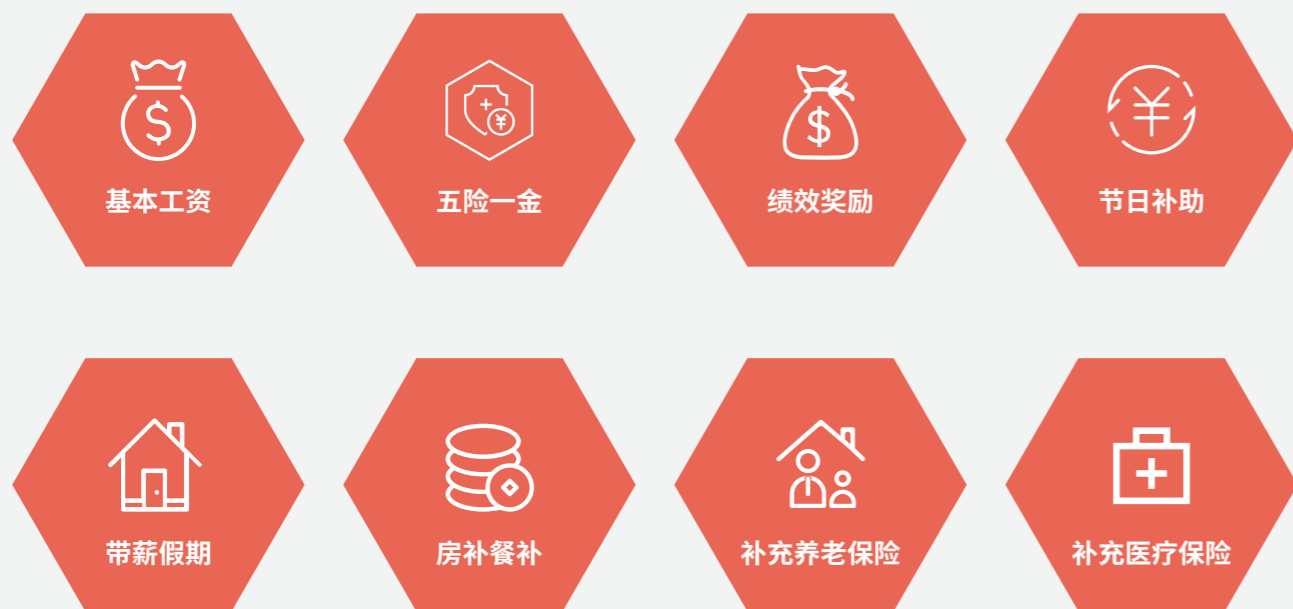 基本工资
五险一金
绩效奖励
节日补助
带薪假期
房补餐补
补充养老保险
补充医疗保险